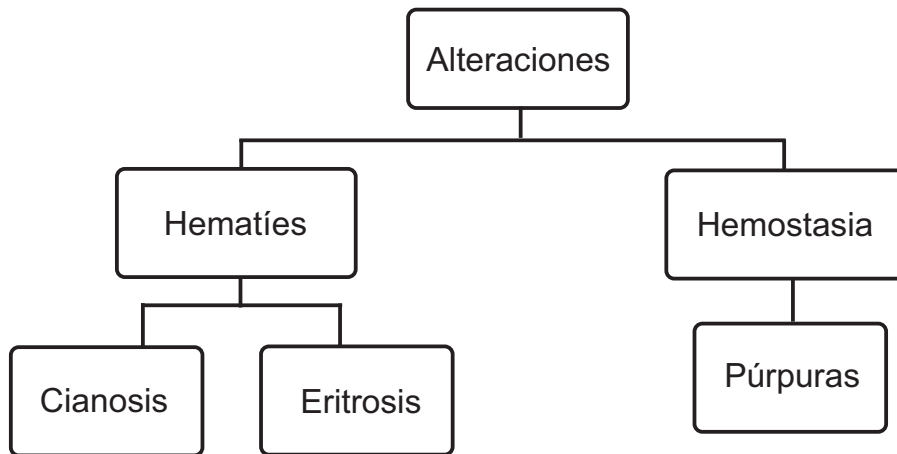 Alteraciones
Hematíes
Hemostasia
Cianosis
Eritrosis
Púrpuras